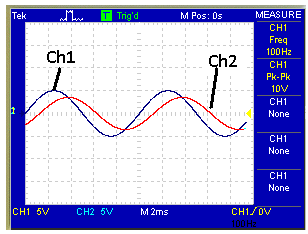 Tek T Trig'd M Pos: 0s MEASURE
CH1
Freq
100Hz
CH1
Pk-Pk
10V
CH1
None
CH1
None
CH1
None
Ch1
Ch2
2
CH1 5V CH2 5V M 2ms CH1/0V